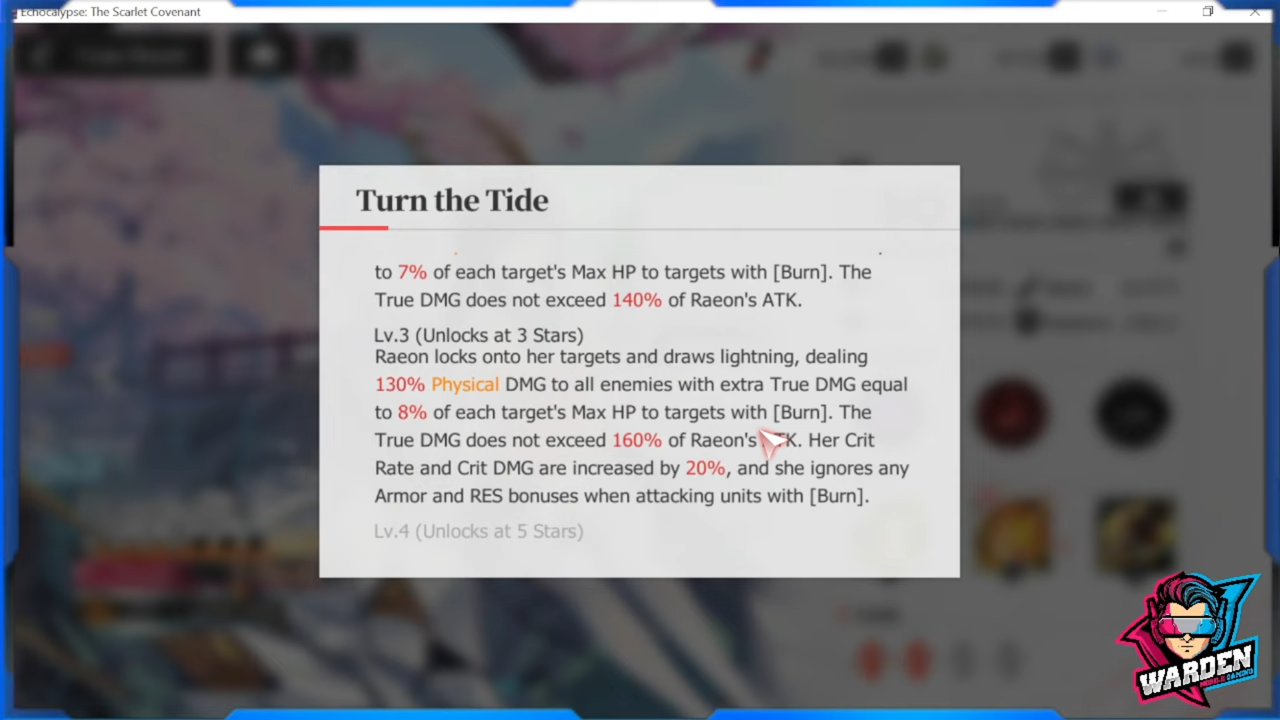 Echocalypse: The Scarlet Covenant
Turn the Tide
to 7% of each target's Max HP to targets with [Burn]. The
True DMG does not exceed 140% of Raeon's ATK.
Lv.3 (Unlocks at 3 Stars)
Raeon locks onto her targets and draws lightning, dealing
130% Physical DMG to all enemies with extra True DMG equal
to 8% of each target's Max HP to targets with [Burn]. The
True DMG does not exceed 160% of Raeon's ATK. Her Crit
Rate and Crit DMG are increased by 20%, and she ignores any
Armor and RES bonuses when attacking units with [Burn].
Lv.4 (Unlocks at 5 Stars)
WARDEN
MOBILE GAMING